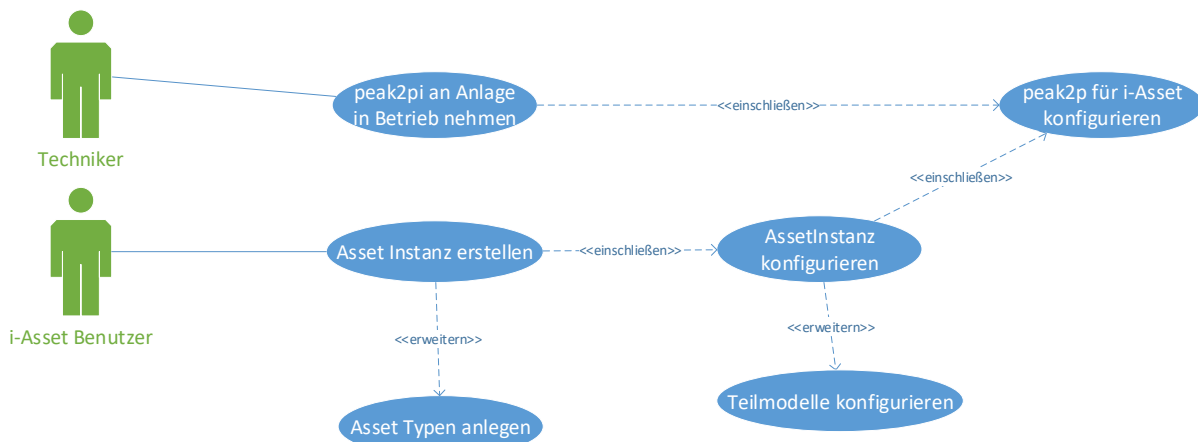 Techniker
peak2pi an Anlage
in Betrieb nehmen
<<einschließen>>
peak2p für i-Asset
konfigurieren
<<einschließen>>
i-Asset Benutzer
Asset Instanz erstellen
<<einschließen>>
AssetInstanz
konfigurieren
<<erweitern>>
<<erweitern>>
Asset Typen anlegen
Teilmodelle konfigurieren